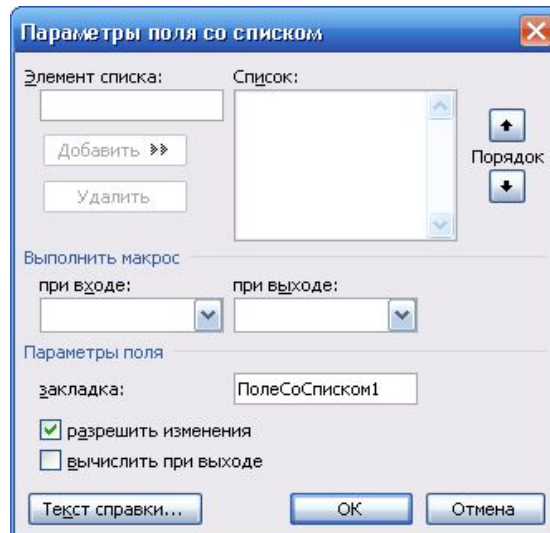 Параметры поля со списком
Элемент списка: Список:
Добавить
Порядок
Удалить
Выполнить макрос
при входе: при выходе:
Параметры поля
закладка: ПолеСоСписком1
разрешить изменения
вычислить при выходе
Текст справки... ОК Отмена